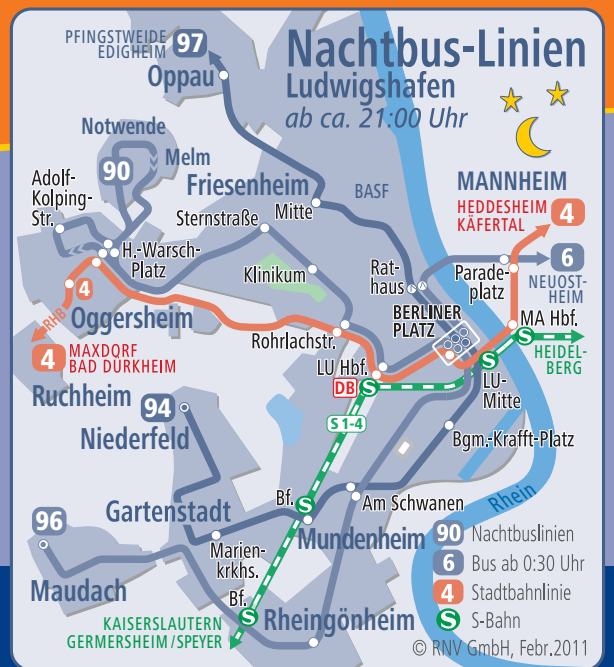 Nachtbus-Linien
Ludwigshafen
ab ca. 21:00 Uhr
PFINGSTWEIDE
EDIGHEIM
97
Oppau
Notwende
90
Melm
Adolf-
Kolping-
Str.
Friesenheim
Mitte
BASF
Sternstraße
H.-Warsch-
Platz
Klinikum
Rat-
haus
MANNHEIM
HEDDESHEIM
KÄFERTAL
4
6
NEUOST-
HEIM
Parade-
platz
BERLINER
PLATZ
MA Hbf.
HEIDEL-
BERG
4
RHB
Oggersheim
4
MAXDORF
BAD DÜRKHEIM
Rohrlachstr.
LU Hbf.
DB
S
S
S
LU-
Mitte
Ruchheim
94
Niederfeld
S 1-4
Bgm.-Krafft-Platz
Bf.
S
Am Schwanen
Rhein
Gartenstadt
Mundenheim
96
Marien-
krkhs.
Maudach
Bf.
S
Rheingönheim
KAISERSLAUTERN
GERMERSHEIM/SPEYER
90 Nachtbuslinien
6 Bus ab 0:30 Uhr
4 Stadtbahnlinie
S S-Bahn
© RNV GmbH, Febr.2011